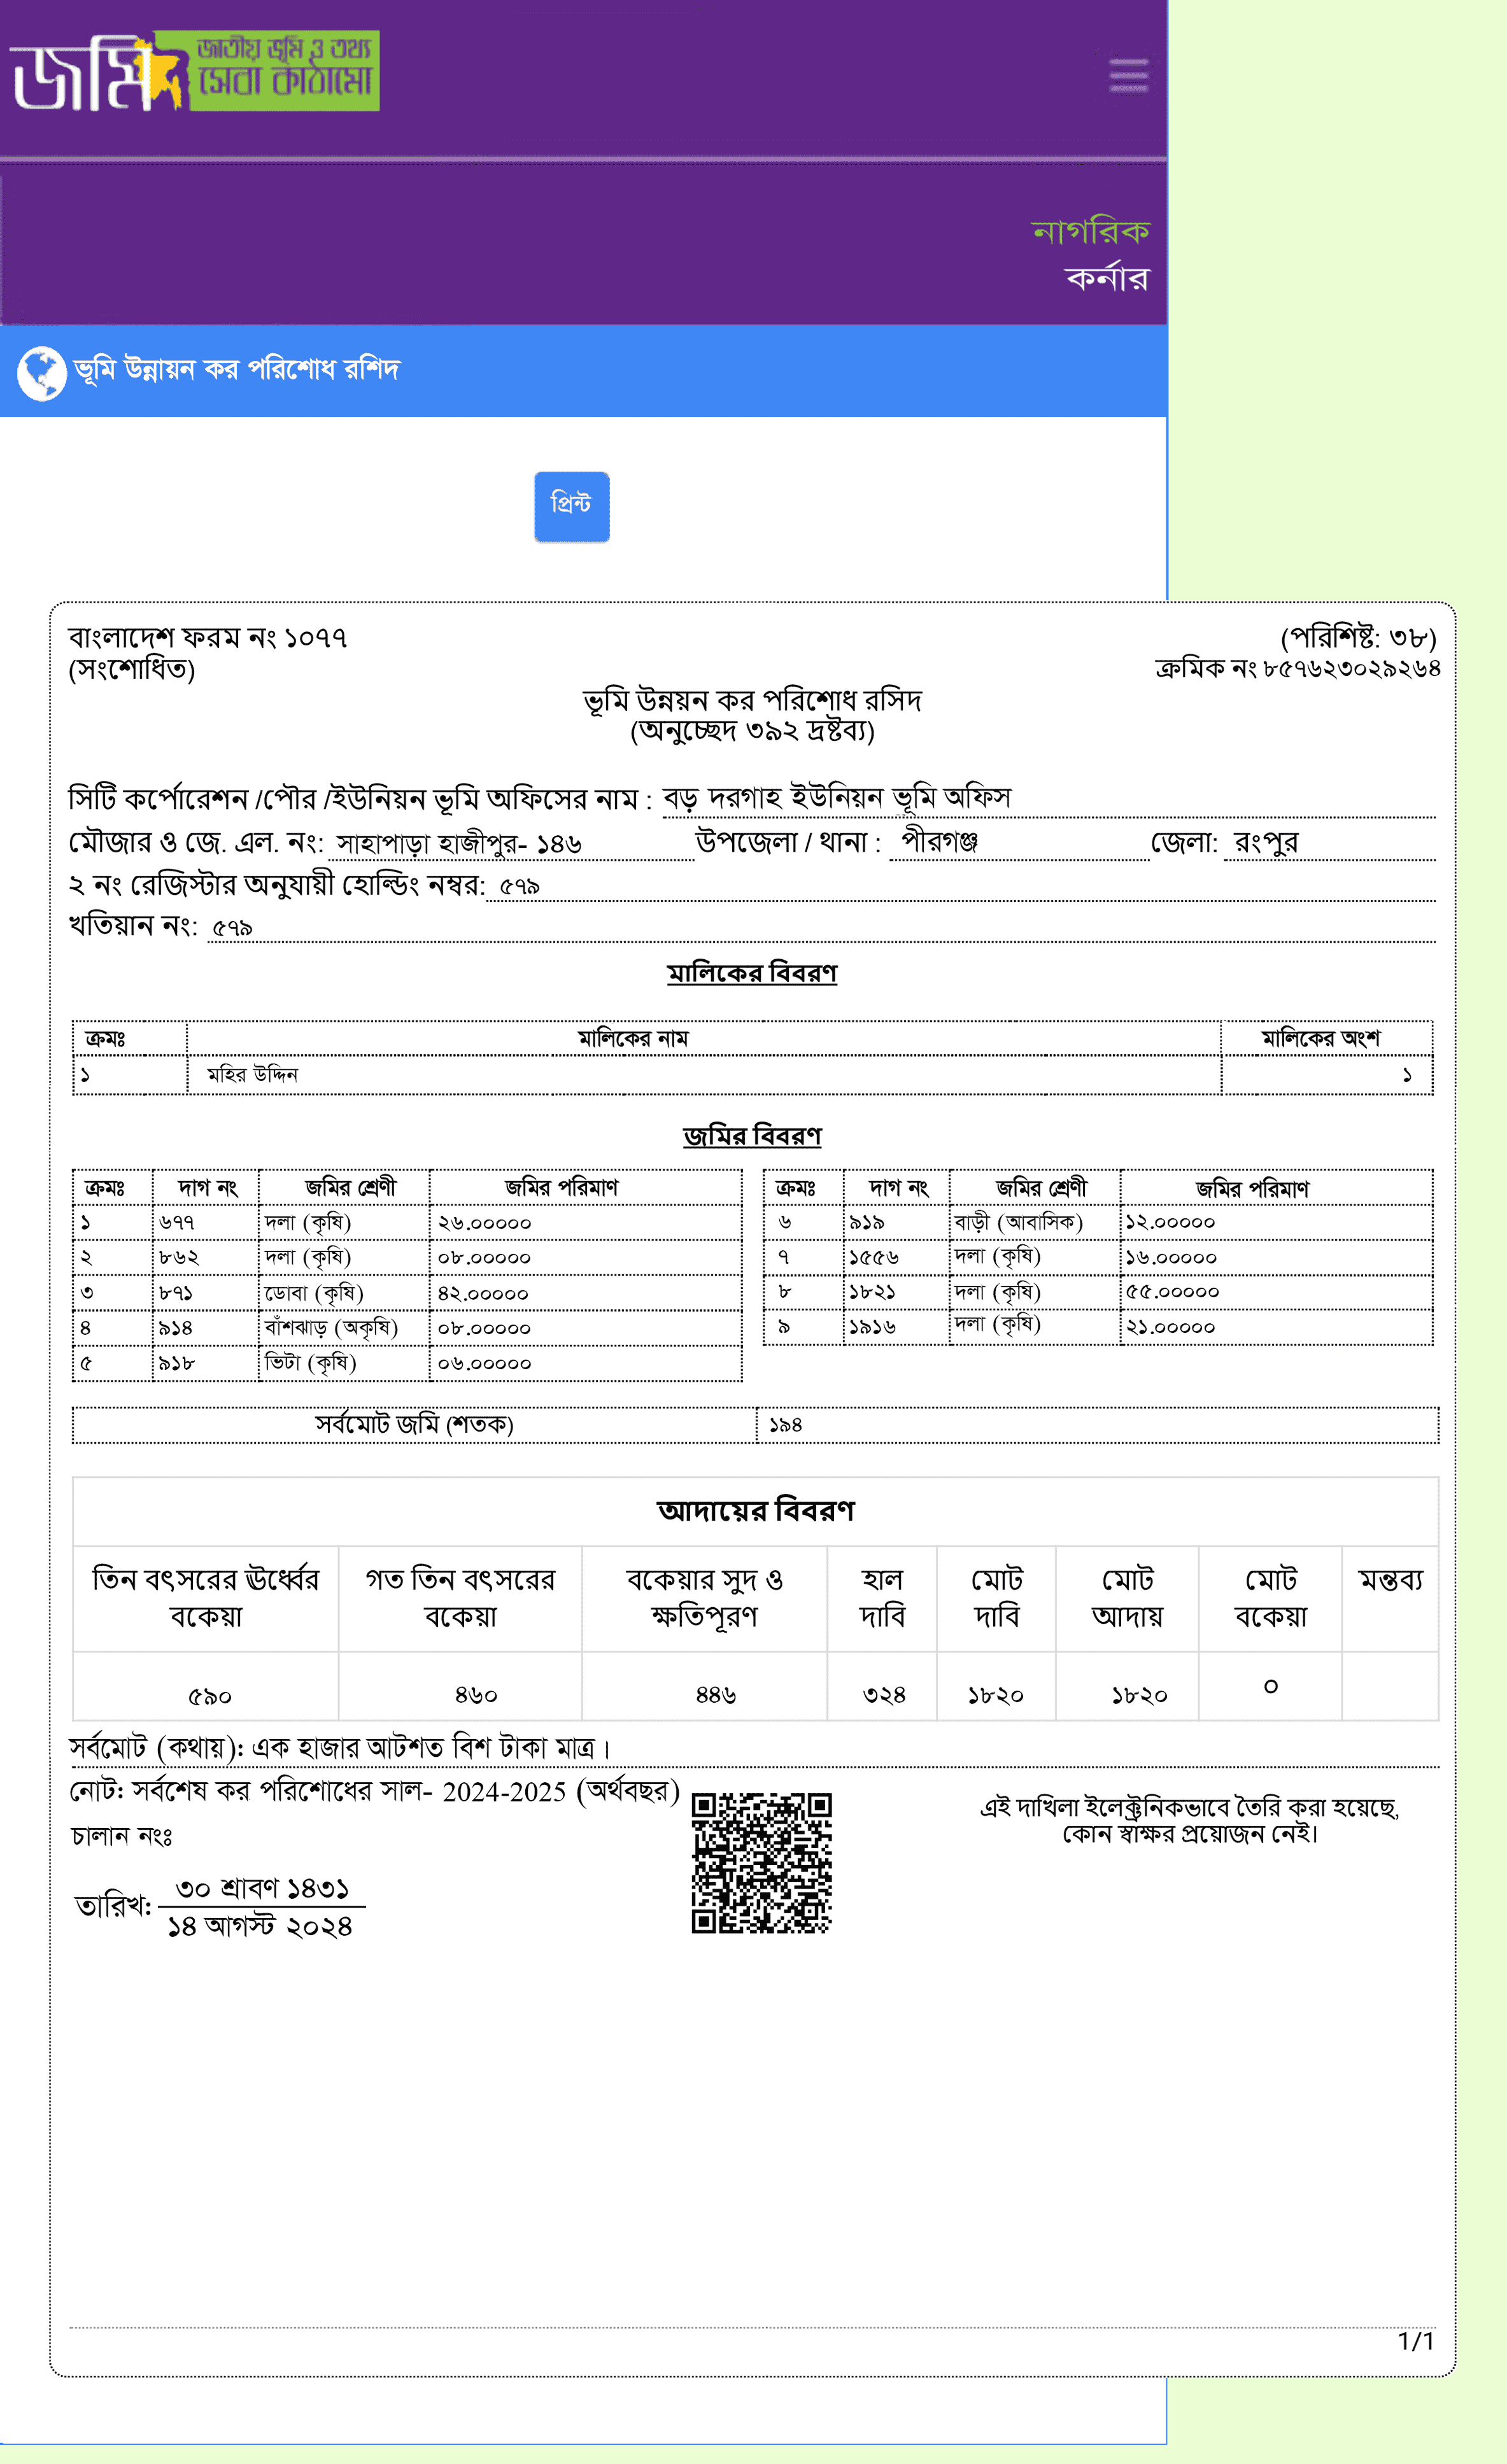 জমি জাতীয় ভূমি ও তথ্য
সেবা কাঠামো
নাগরিক
কর্নার
ভূমি উন্নায়ন কর পরিশোধ রশিদ
প্রিন্ট
বাংলাদেশ ফরম নং ১০৭৭ (পরিশিষ্ট: ৩৮)
(সংশোধিত) ক্রমিক নং ৮৫৭৬২৩০২৯২৬৪
ভূমি উন্নয়ন কর পরিশোধ রসিদ
(অনুচ্ছেদ ৩৯২ দ্রষ্টব্য)
সিটি কর্পোরেশন /পৌর /ইউনিয়ন ভূমি অফিসের নাম : বড় দরগাহ ইউনিয়ন ভূমি অফিস
মৌজার ও জে. এল. নং: সাহাপাড়া হাজীপুর- ১৪৬ উপজেলা / থানা : পীরগঞ্জ জেলা: রংপুর
২ নং রেজিস্টার অনুযায়ী হোল্ডিং নম্বর: ৫৭৯
খতিয়ান নং: ৫৭৯
মালিকের বিবরণ
ক্রমঃ মালিকের নাম মালিকের অংশ
১ মহির উদ্দিন ১
জমির বিবরণ
ক্রমঃ দাগ নং জমির শ্রেণী জমির পরিমাণ ক্রমঃ দাগ নং জমির শ্রেণী জমির পরিমাণ
১ ৬৭৭ দলা (কৃষি) ২৬.০০০০০ ৬ ৯১৯ বাড়ী (আবাসিক) ১২.০০০০০
২ ৮৬২ দলা (কৃষি) ০৮.০০০০০ ৭ ১৫৫৬ দলা (কৃষি) ১৬.০০০০০
৩ ৮৭১ ডোবা (কৃষি) ৪২.০০০০০ ৮ ১৮২১ দলা (কৃষি) ৫৫.০০০০০
৪ ৯১৪ বাঁশঝাড় (অকৃষি) ০৮.০০০০০ ৯ ১৯১৬ দলা (কৃষি) ২১.০০০০০
৫ ৯১৮ ভিটা (কৃষি) ০৬.০০০০০
সর্বমোট জমি (শতক) ১৯৪
আদায়ের বিবরণ
তিন বৎসরের ঊর্ধ্বের গত তিন বৎসরের বকেয়ার সুদ ও হাল মোট মোট মোট মন্তব্য
বকেয়া বকেয়া ক্ষতিপূরণ দাবি দাবি আদায় বকেয়া
৫৯০ ৪৬০ ৪৪৬ ৩২৪ ১৮২০ ১৮২০ ০
সর্বমোট (কথায়): এক হাজার আটশত বিশ টাকা মাত্র।
নোট: সর্বশেষ কর পরিশোধের সাল- 2024-2025 (অর্থবছর)
এই দাখিলা ইলেক্ট্রনিকভাবে তৈরি করা হয়েছে,
কোন স্বাক্ষর প্রয়োজন নেই।
চালান নংঃ
তারিখ: ৩০ শ্রাবণ ১৪৩১
১৪ আগস্ট ২০২৪
1/1